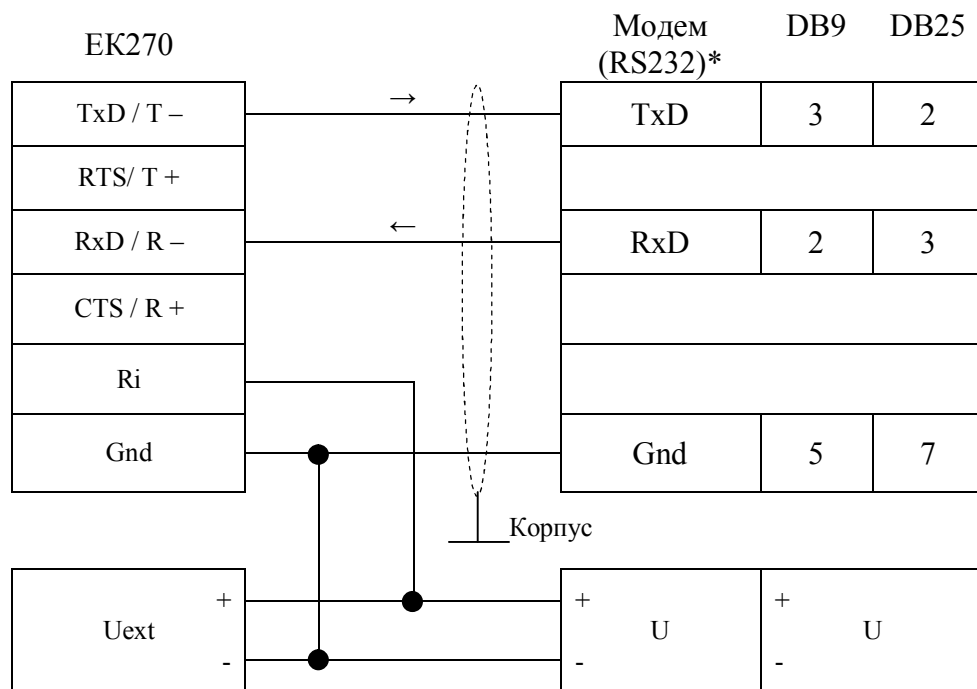 ЕК270
Модем (RS232)*
DB9
DB25
TxD / T –
→
TxD
3
2
RTS/ T +
RxD / R –
←
RxD
2
3
CTS / R +
Ri
Gnd
Gnd
5
7
Корпус
Uext
+
-
+
-
U
+
-
U